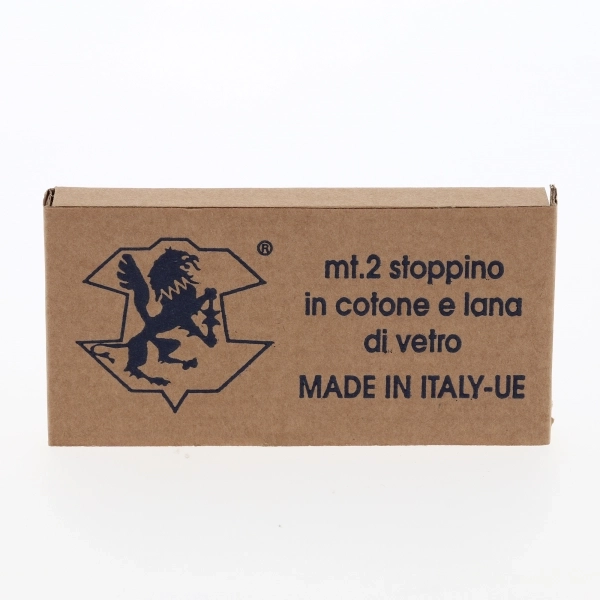 ®
mt.2 stoppino
in cotone e lana
di vetro
MADE IN ITALY-UE